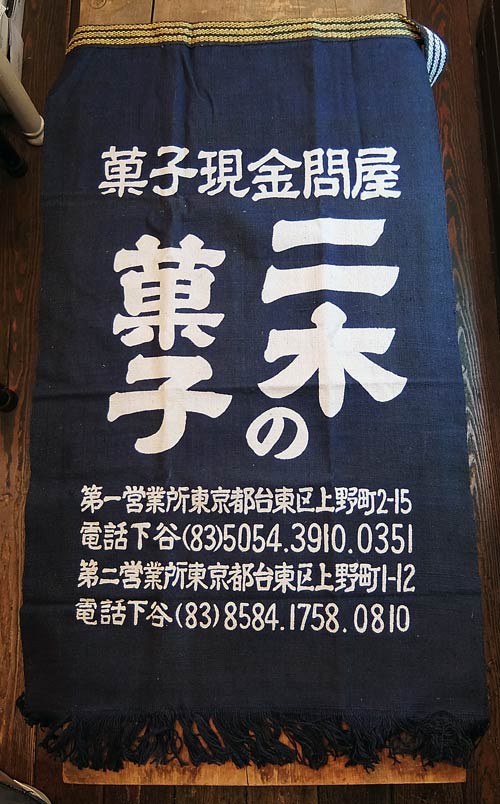 菓子現金問屋
二木の
菓子
第一営業所東京都台東区上野町2-15
電話下谷(83)5054.3910.0351
第二営業所東京都台東区上野町1-12
電話下谷(83)8584.1758.0810